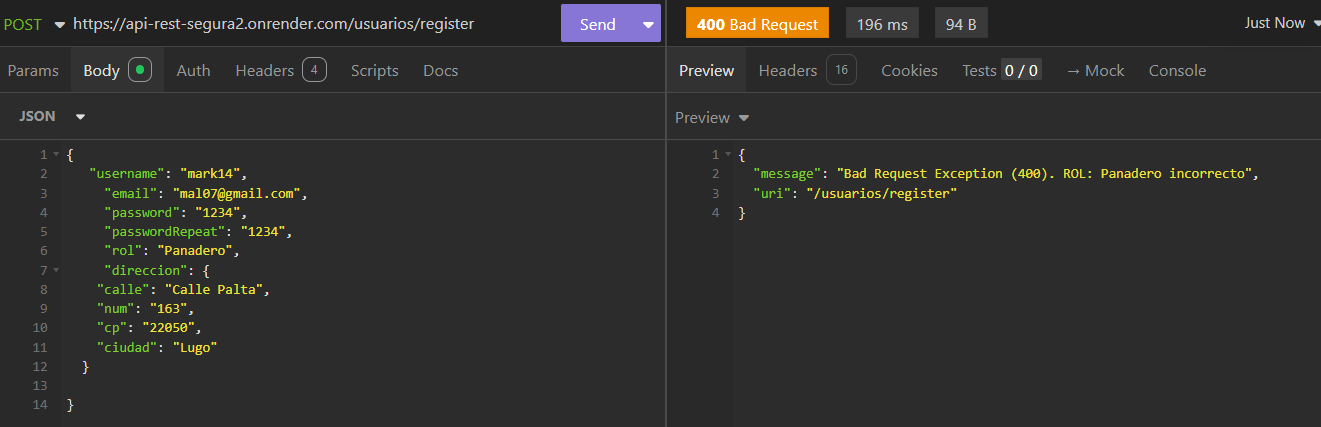 POST https://api-rest-segura2.onrender.com/usuarios/register Send
400 Bad Request 196 ms 94 B Just Now
Params Body Auth Headers 4 Scripts Docs
Preview Headers 16 Cookies Tests 0 / 0 → Mock Console
JSON
Preview
1 {
2 "username": "mark14",
3 "email": "mal07@gmail.com",
4 "password": "1234",
5 "passwordRepeat": "1234",
6 "rol": "Panadero",
7 "direccion": {
8 "calle": "Calle Palta",
9 "num": "163",
10 "cp": "22050",
11 "ciudad": "Lugo"
12 }
13
14 }
1 {
2 "message": "Bad Request Exception (400). ROL: Panadero incorrecto",
3 "uri": "/usuarios/register"
4 }